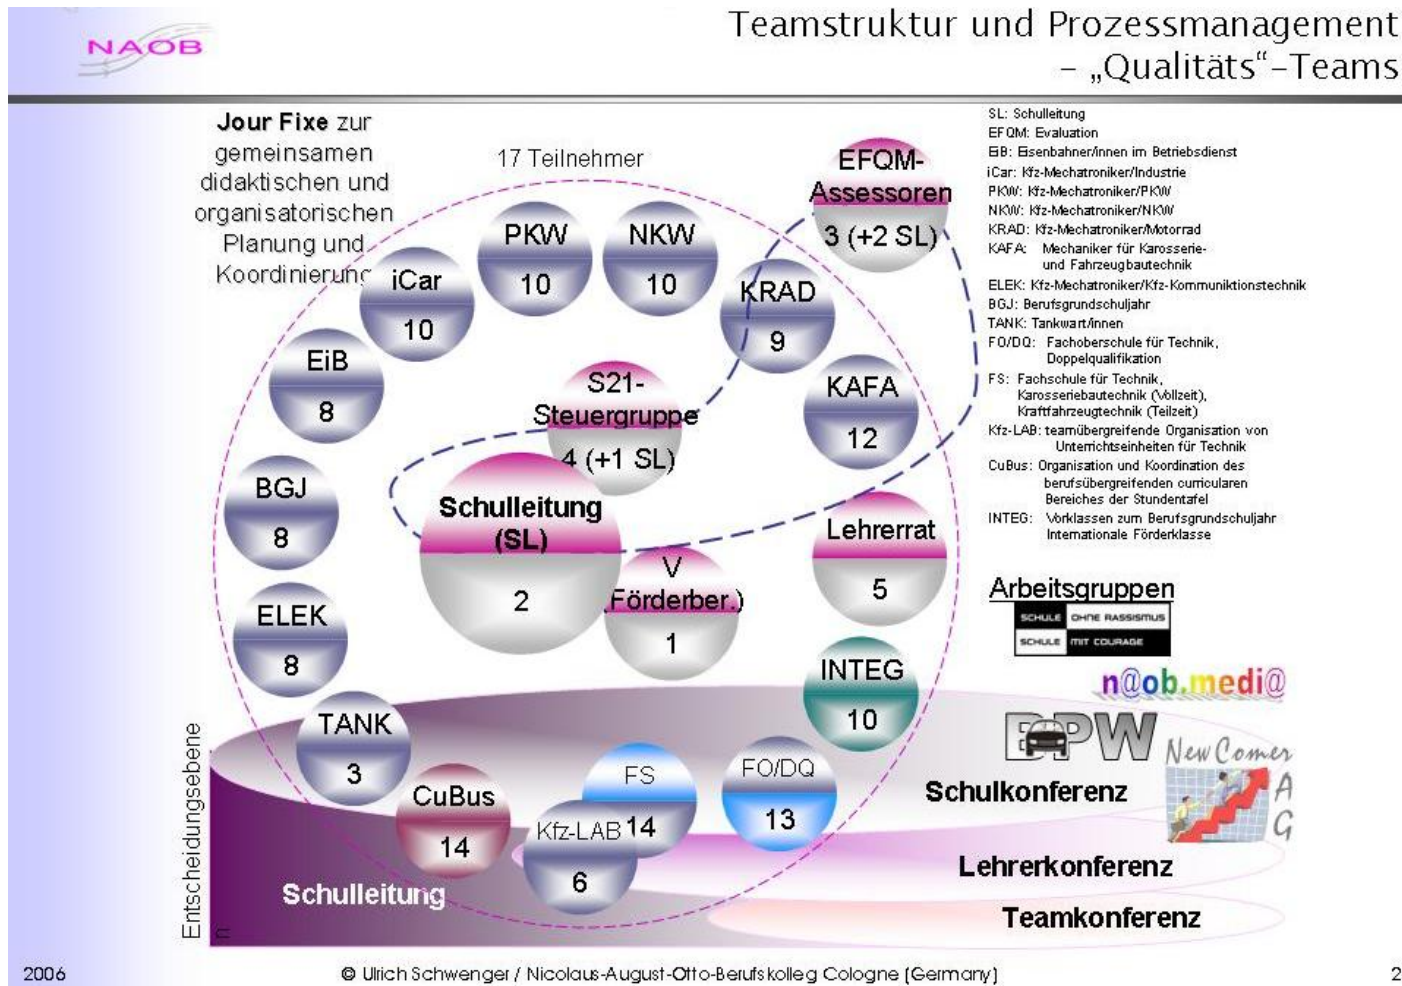 NAOB
Teamstruktur und Prozessmanagement
- „Qualitäts“-Teams
Jour Fixe zur
gemeinsamen
didaktischen und
organisatorischen
Planung und
Koordinierung
17 Teilnehmer
EFQM-
Assessoren
3 (+2 SL)
PKW
10
NKW
10
iCar
10
KRAD
9
EiB
8
S21-
Steuergruppe
4 (+1 SL)
KAFA
12
BGJ
8
Schulleitung
(SL)
2
Lehrerrat
5
V
(Förderber.)
1
ELEK
8
INTEG
10
TANK
3
CuBus
14
FS
14
Kfz-LAB
6
FO/DQ
13
Entscheidungsebene
n
Schulleitung
Schulkonferenz
Lehrerkonferenz
Teamkonferenz
SL: Schulleitung
EFQM: Evaluation
EiB: Eisenbahner/innen im Betriebsdienst
iCar: Kfz-Mechatroniker/Industrie
PKW: Kfz-Mechatroniker/PKW
NKW: Kfz-Mechatroniker/NKW
KRAD: Kfz-Mechatroniker/Motorrad
KAFA: Mechaniker für Karosserie-
und Fahrzeugbautechnik
ELEK: Kfz-Mechatroniker/Kfz-Kommuniktionstechnik
BGJ: Berufsgrundschuljahr
TANK: Tankwart/innen
FO/DQ: Fachoberschule für Technik,
Doppelqualifikation
FS: Fachschule für Technik,
Karosseriebautechnik (Vollzeit),
Kraftfahrzeugtechnik (Teilzeit)
Kfz-LAB: teamübergreifende Organisation von
Unterrichtseinheiten für Technik
CuBus: Organisation und Koordination des
berufsübergreifenden curricularen
Bereiches der Stundentafel
INTEG: Vorklassen zum Berufsgrundschuljahr
Internationale Förderklasse
Arbeitsgruppen
SCHULE OHNE RASSISMUS
SCHULE MIT COURAGE
n@ob.medi@
BPW
New Comer
AG
2006
© Ulrich Schwenger / Nicolaus-August-Otto-Berufskolleg Cologne (Germany)
2